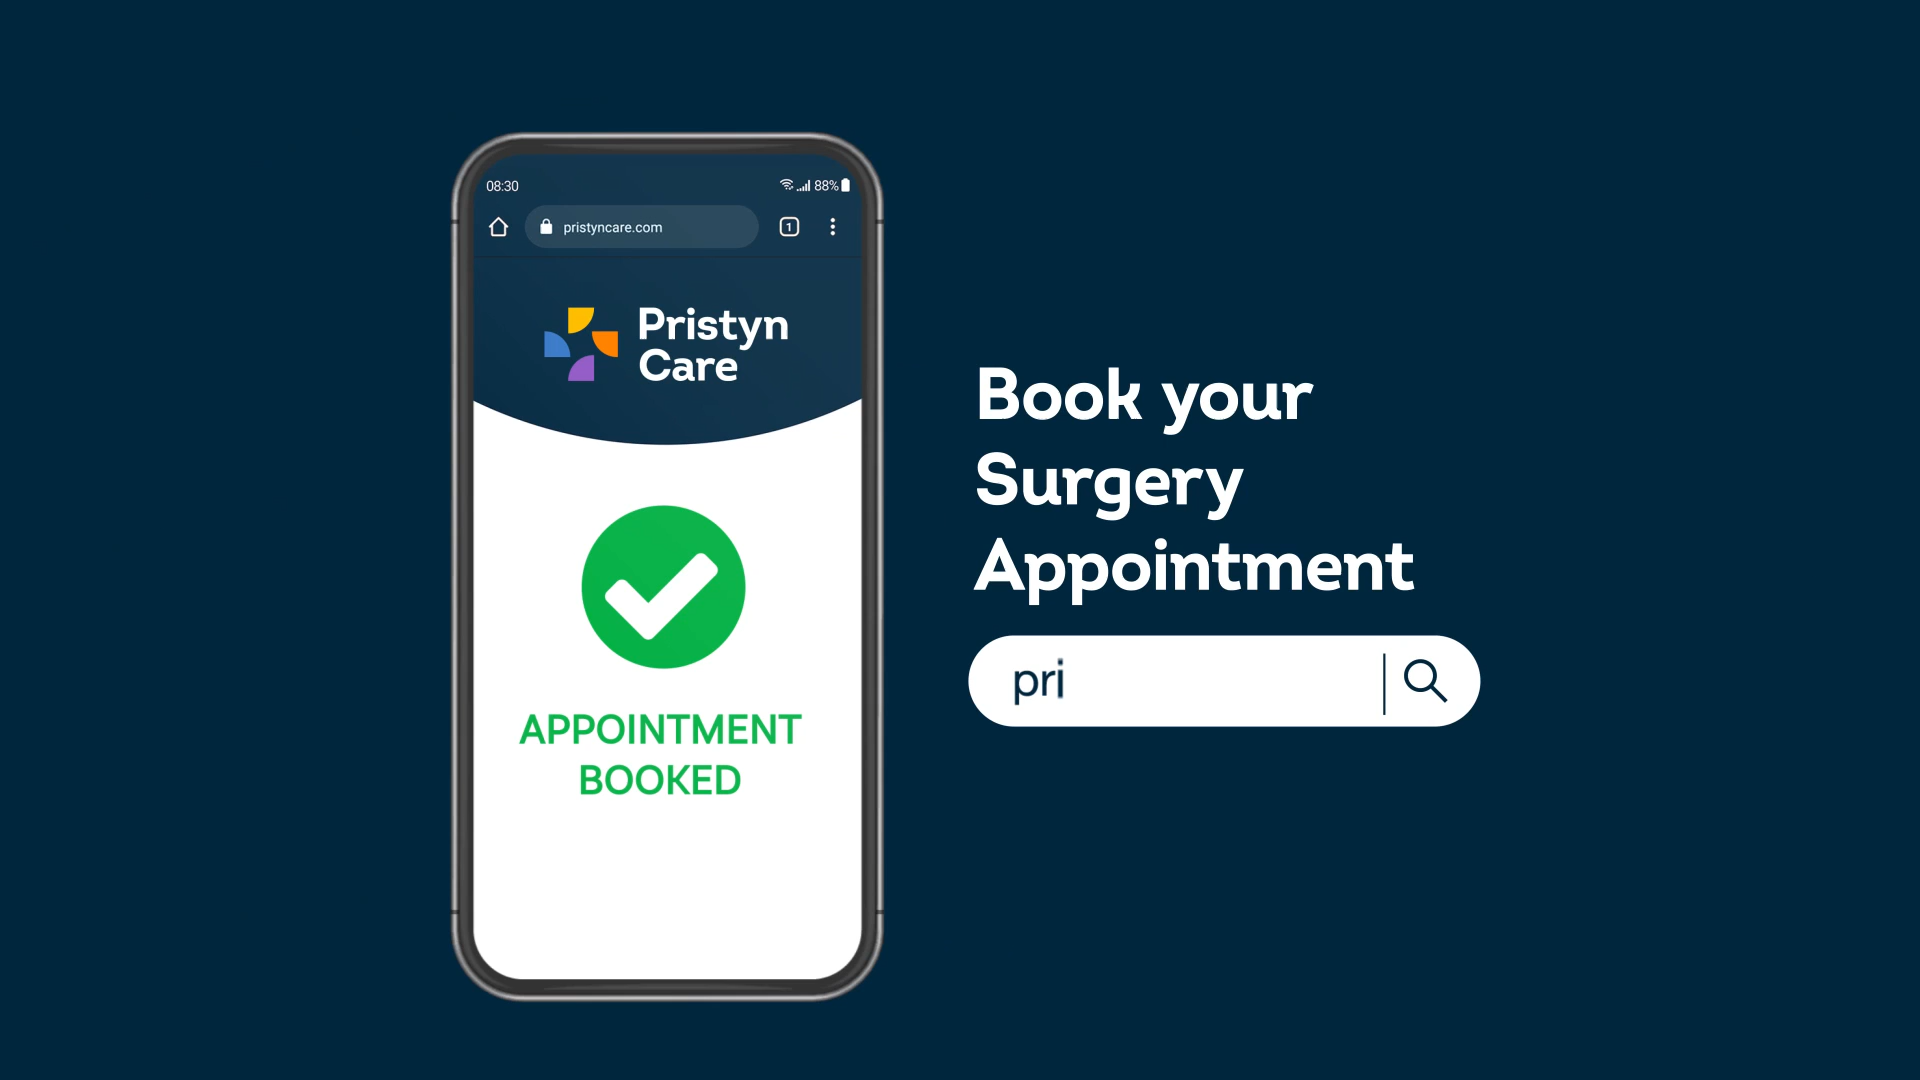 08:30
88%
pristyncare.com
1
Pristyn
Care
APPOINTMENT
BOOKED
Book your
Surgery
Appointment
pri